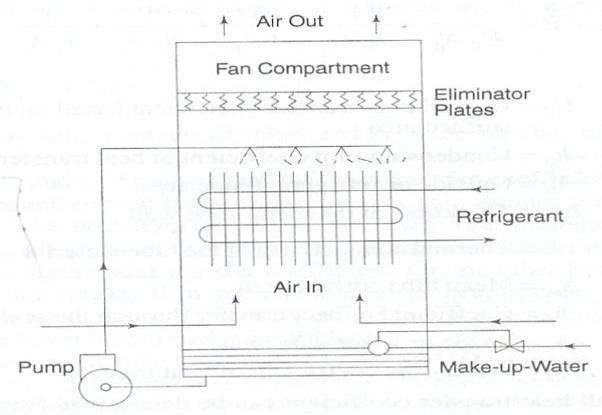 Air Out
Fan Compartment
Eliminator
Plates
Refrigerant
Air In
Pump
Make-up-Water